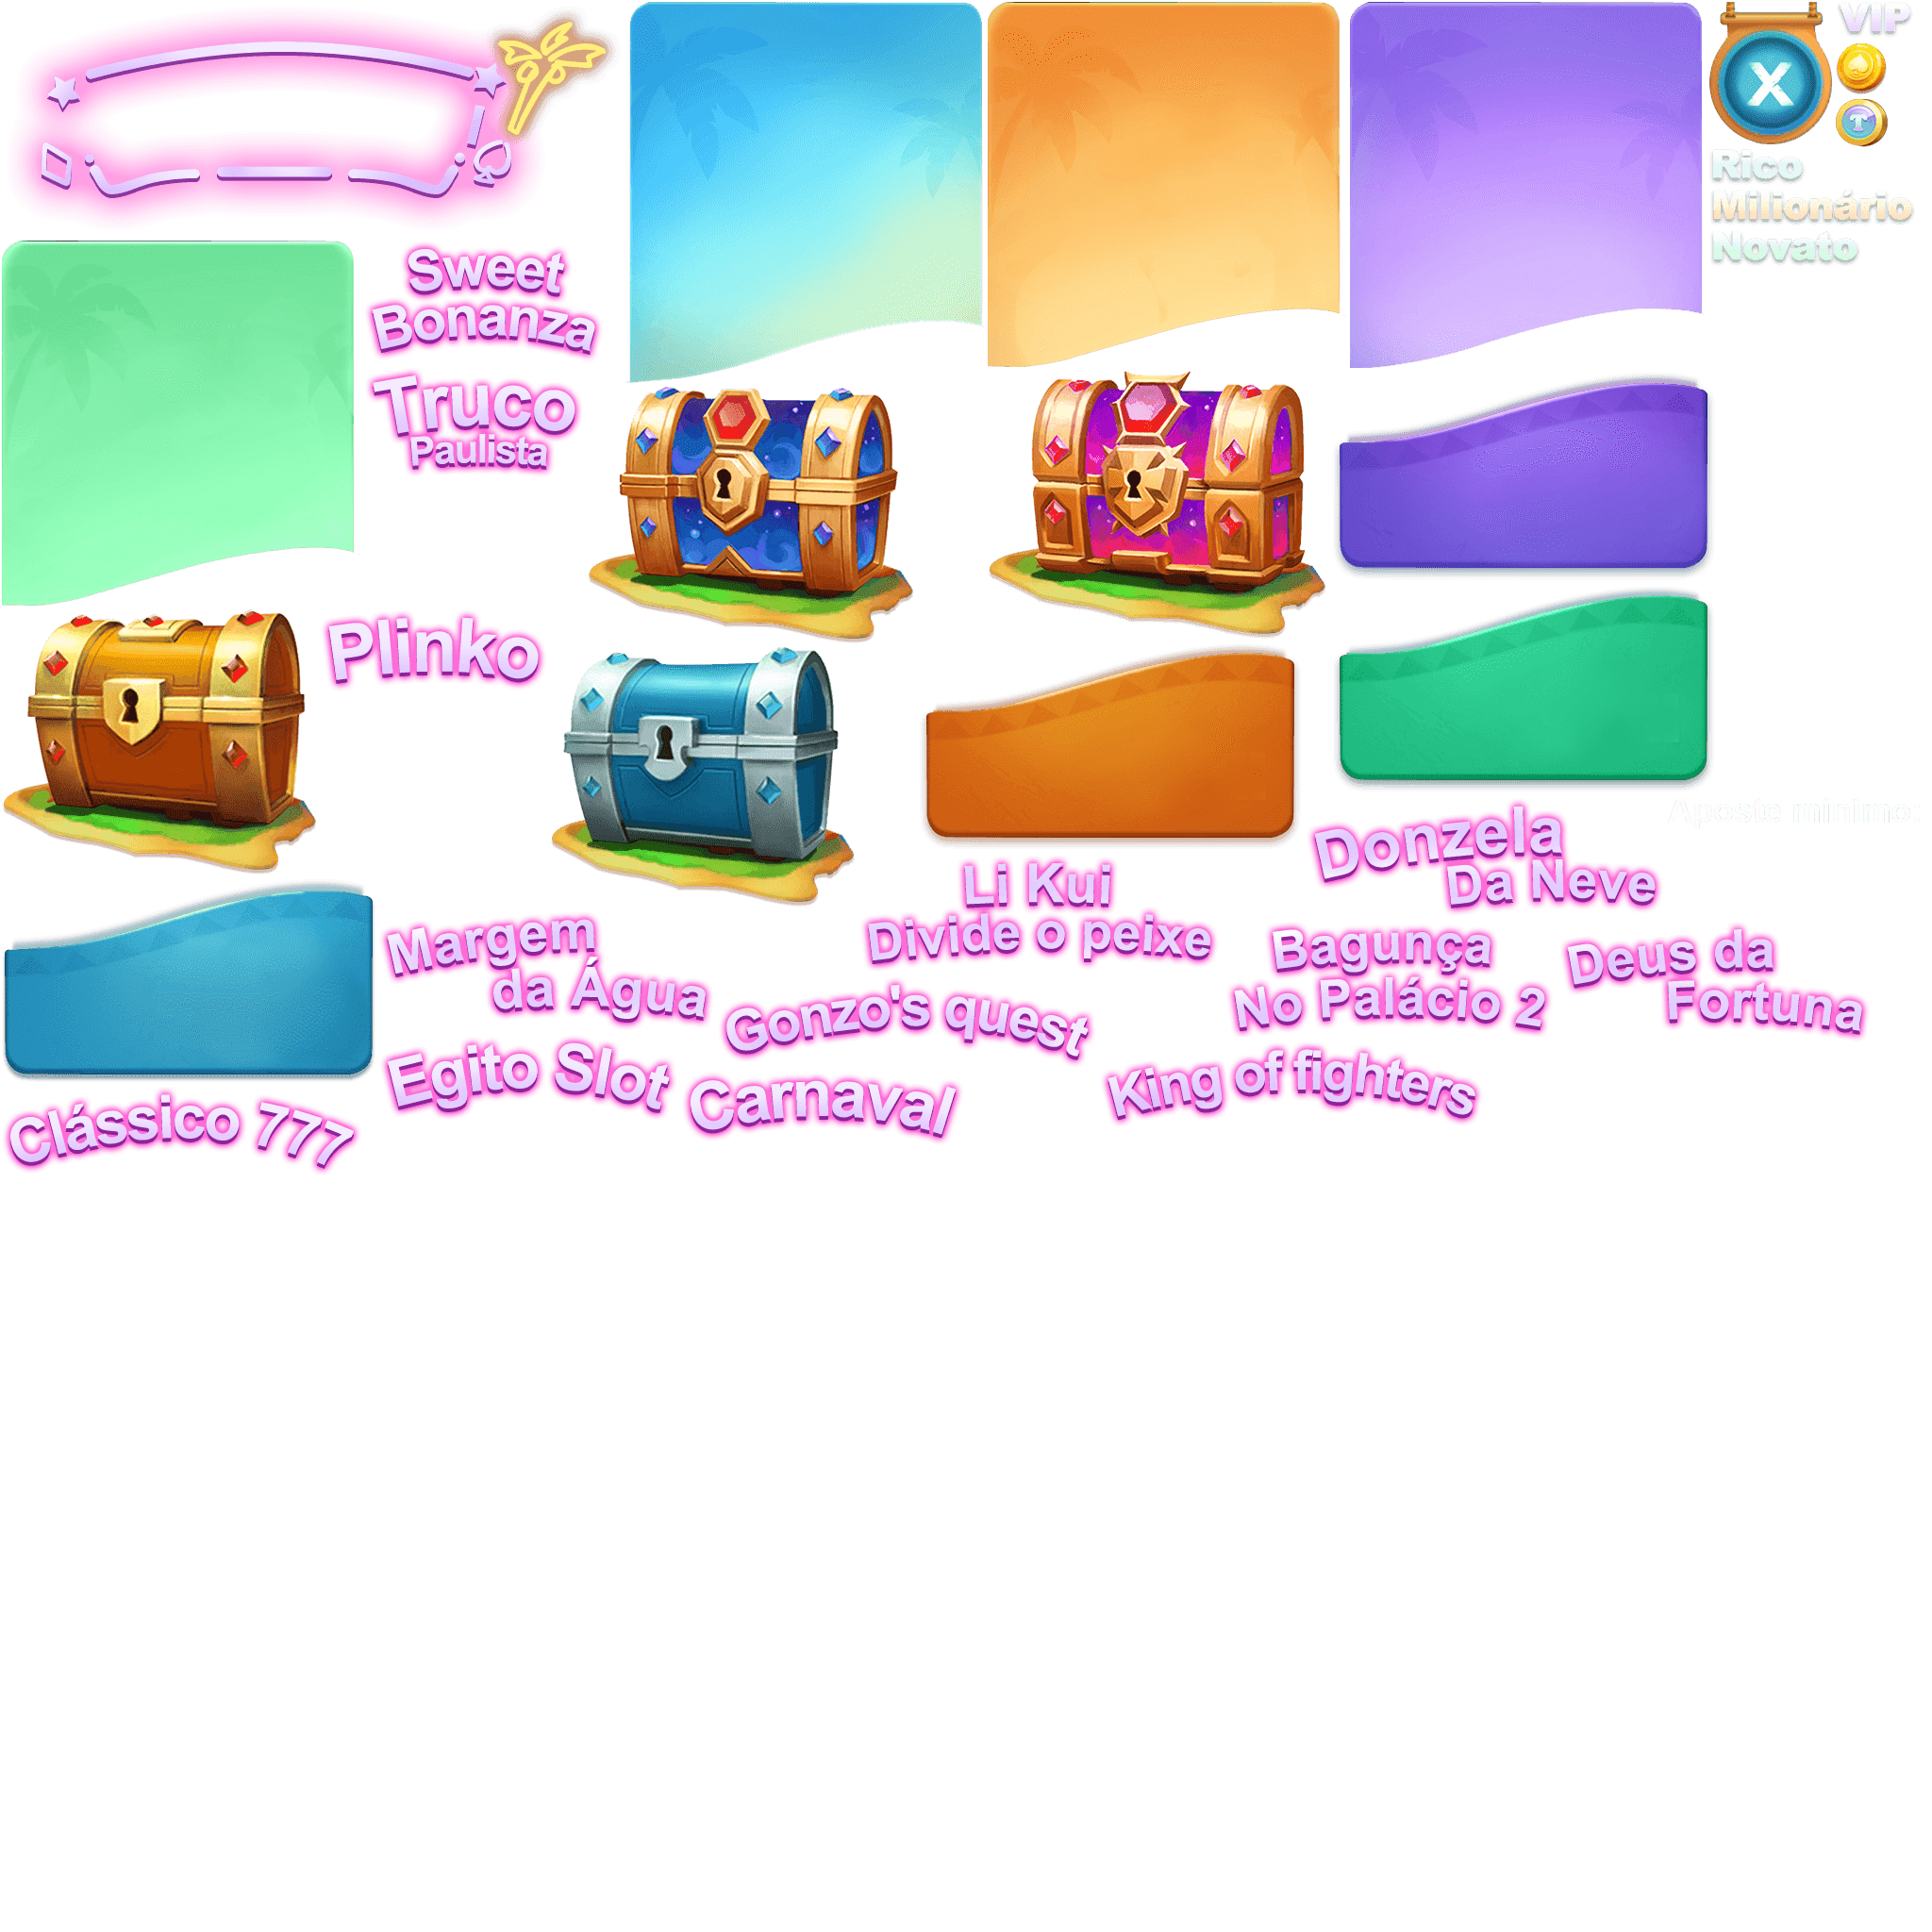 VIP
X
T
Rico
Milionário
Novato
Sweet
Bonanza
Truco
Paulista
Plinko
Aposte minimo:
Donzela
Da Neve
Li Kui
Divide o peixe
Margem
da Água
Bagunça
No Palácio 2
Deus da
Fortuna
Gonzo's quest
Egito Slot
Carnaval
King of fighters
Clássico 777